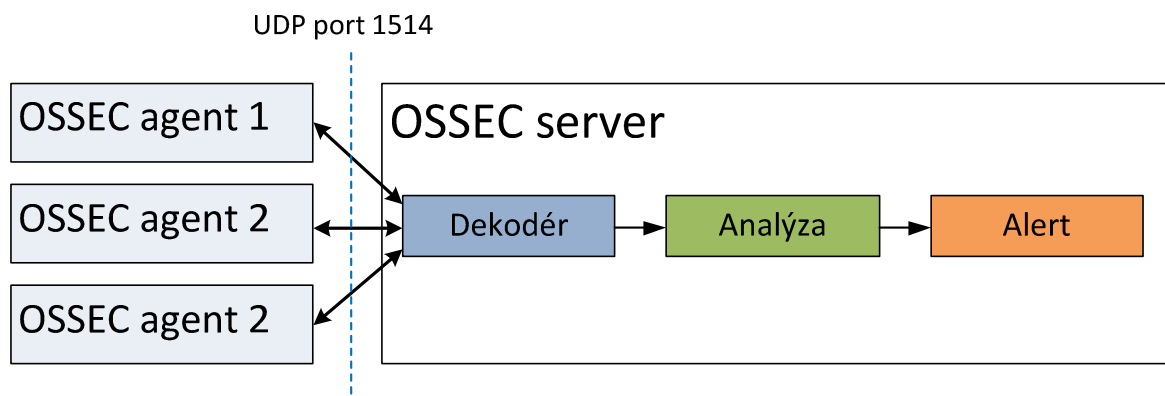 UDP port 1514
OSSEC agent 1
OSSEC agent 2
OSSEC agent 2
OSSEC server
Dekodér
Analýza
Alert